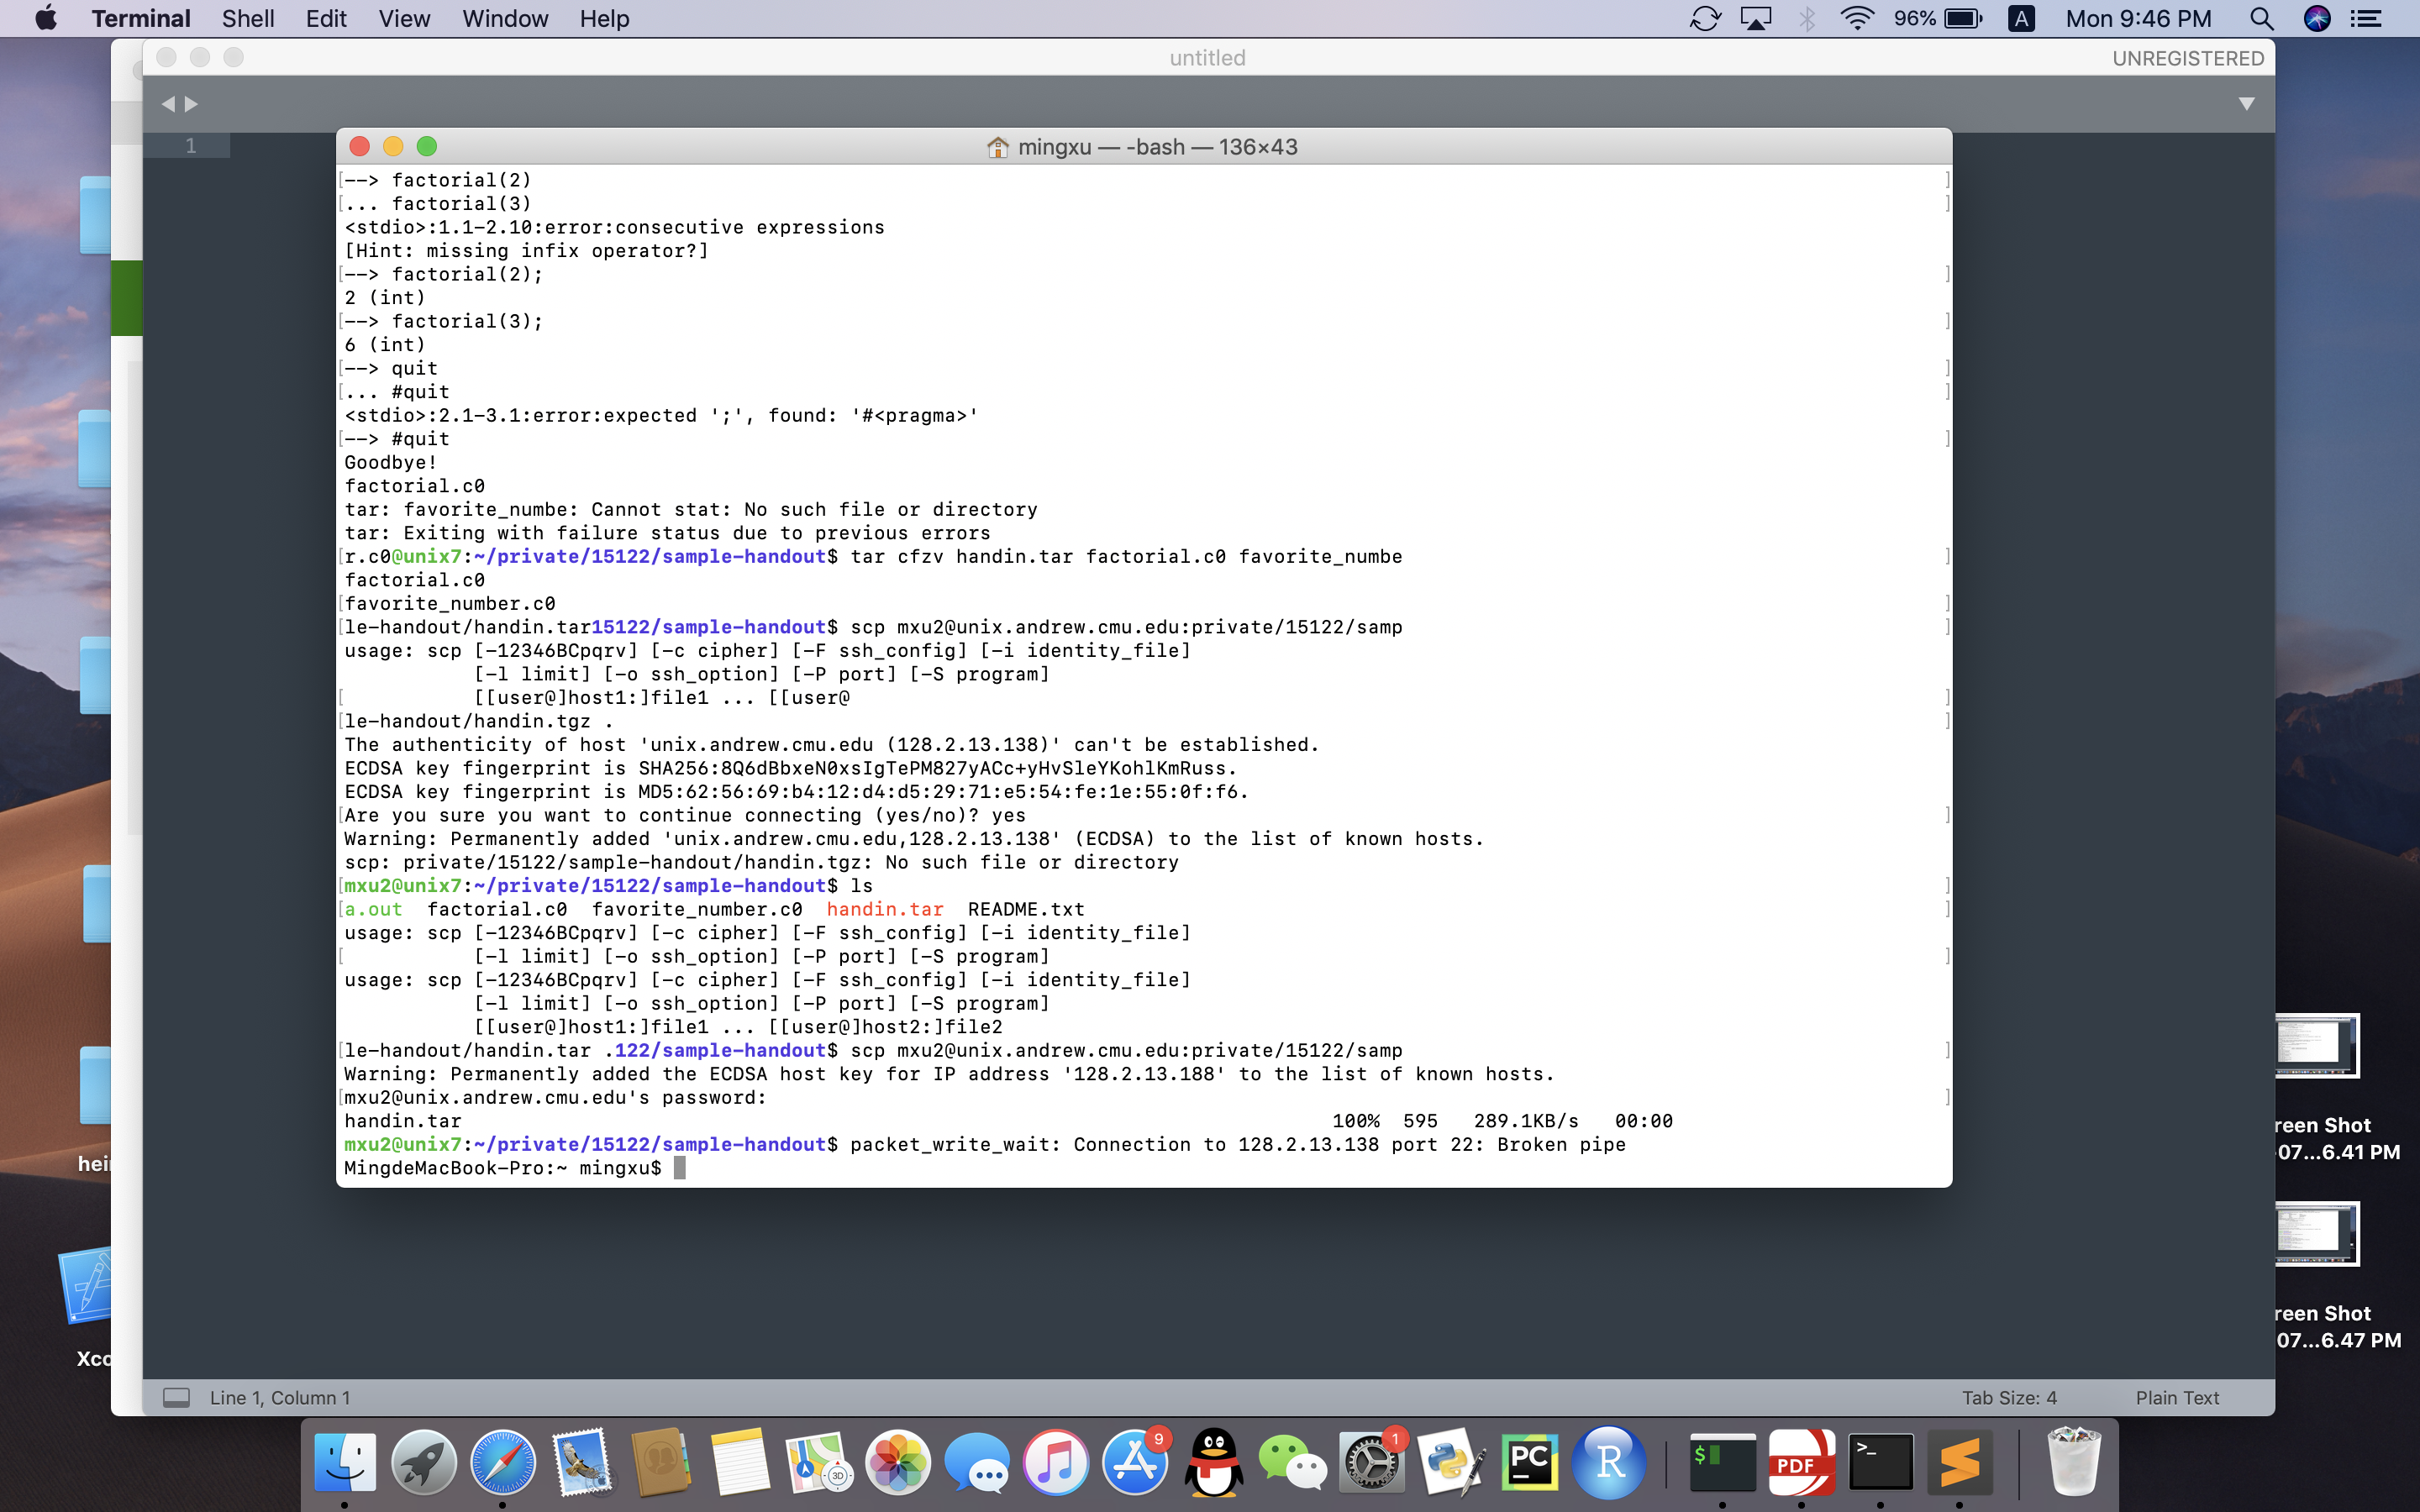 Terminal Shell Edit View Window Help 96% A Mon 9:46 PM
untitled UNREGISTERED
1
mingxu — -bash — 136×43
[--> factorial(2) ]
[... factorial(3) ]
<stdio>:1.1-2.10:error:consecutive expressions
[Hint: missing infix operator?]
[--> factorial(2); ]
2 (int)
[--> factorial(3); ]
6 (int)
[--> quit ]
[... #quit ]
<stdio>:2.1-3.1:error:expected ';', found: '#<pragma>'
[--> #quit ]
Goodbye!
factorial.c0
tar: favorite_numbe: Cannot stat: No such file or directory
tar: Exiting with failure status due to previous errors
[r.c0@unix7:~/private/15122/sample-handout$ tar cfzv handin.tar factorial.c0 favorite_numbe ]
factorial.c0
[favorite_number.c0 ]
[le-handout/handin.tar15122/sample-handout$ scp mxu2@unix.andrew.cmu.edu:private/15122/samp ]
usage: scp [-12346BCpqrv] [-c cipher] [-F ssh_config] [-i identity_file]
[-l limit] [-o ssh_option] [-P port] [-S program]
[ [[user@]host1:]file1 ... [[user@ ]
[le-handout/handin.tgz . ]
The authenticity of host 'unix.andrew.cmu.edu (128.2.13.138)' can't be established.
ECDSA key fingerprint is SHA256:8Q6dBbxeN0xsIgTePM827yACc+yHvSleYKohlKmRuss.
ECDSA key fingerprint is MD5:62:56:69:b4:12:d4:d5:29:71:e5:54:fe:1e:55:0f:f6.
[Are you sure you want to continue connecting (yes/no)? yes ]
Warning: Permanently added 'unix.andrew.cmu.edu,128.2.13.138' (ECDSA) to the list of known hosts.
scp: private/15122/sample-handout/handin.tgz: No such file or directory
[mxu2@unix7:~/private/15122/sample-handout$ ls ]
[a.out factorial.c0 favorite_number.c0 handin.tar README.txt ]
usage: scp [-12346BCpqrv] [-c cipher] [-F ssh_config] [-i identity_file]
[ [-l limit] [-o ssh_option] [-P port] [-S program] ]
usage: scp [-12346BCpqrv] [-c cipher] [-F ssh_config] [-i identity_file]
[-l limit] [-o ssh_option] [-P port] [-S program]
[[user@]host1:]file1 ... [[user@]host2:]file2
[le-handout/handin.tar .122/sample-handout$ scp mxu2@unix.andrew.cmu.edu:private/15122/samp ]
Warning: Permanently added the ECDSA host key for IP address '128.2.13.188' to the list of known hosts.
[mxu2@unix.andrew.cmu.edu's password: ]
handin.tar 100% 595 289.1KB/s 00:00
mxu2@unix7:~/private/15122/sample-handout$ packet_write_wait: Connection to 128.2.13.138 port 22: Broken pipe
MingdeMacBook-Pro:~ mingxu$
reen Shot
-07...6.41 PM
hei
reen Shot
07...6.47 PM
Xco
Line 1, Column 1 Tab Size: 4 Plain Text
3D 9 1 PC R $ PDF >_